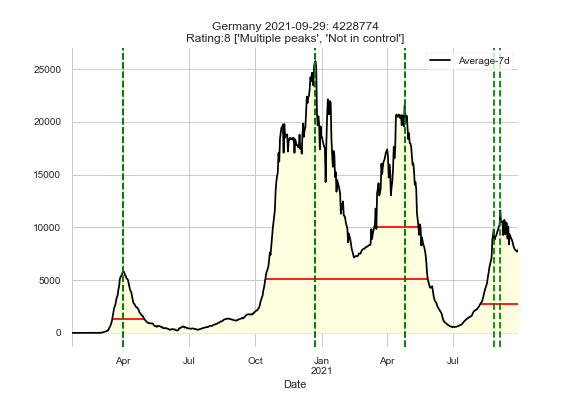 Germany 2021-09-29: 4228774
Rating:8 ['Multiple peaks', 'Not in control']
Average-7d
25000
20000
15000
10000
5000
0
Apr Jul Oct Jan Apr Jul
2021
Date